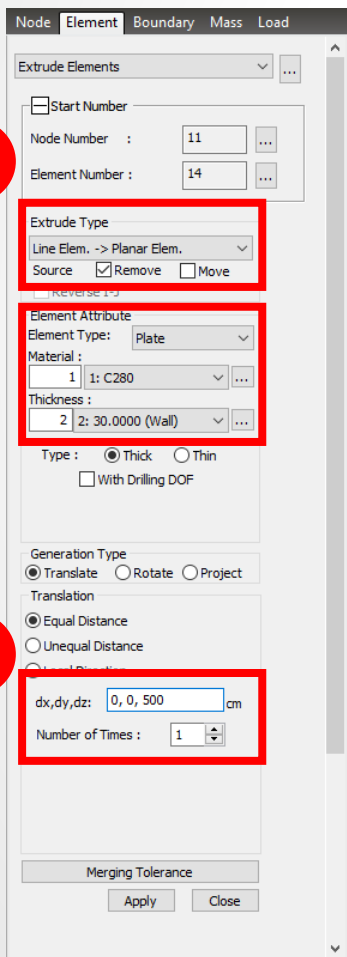 Node Element Boundary Mass Load
Extrude Elements
...
Start Number
Node Number : 11 ...
Element Number : 14 ...
Extrude Type
Line Elem. -> Planar Elem.
Source Remove Move
Reverse I-J
Element Attribute
Element Type: Plate
Material :
1 1: C280 ...
Thickness :
2 2: 30.0000 (Wall) ...
Type : Thick Thin
With Drilling DOF
Generation Type
Translate Rotate Project
Translation
Equal Distance
Unequal Distance
Local Direction
dx,dy,dz: 0, 0, 500 cm
Number of Times : 1
Merging Tolerance
Apply Close